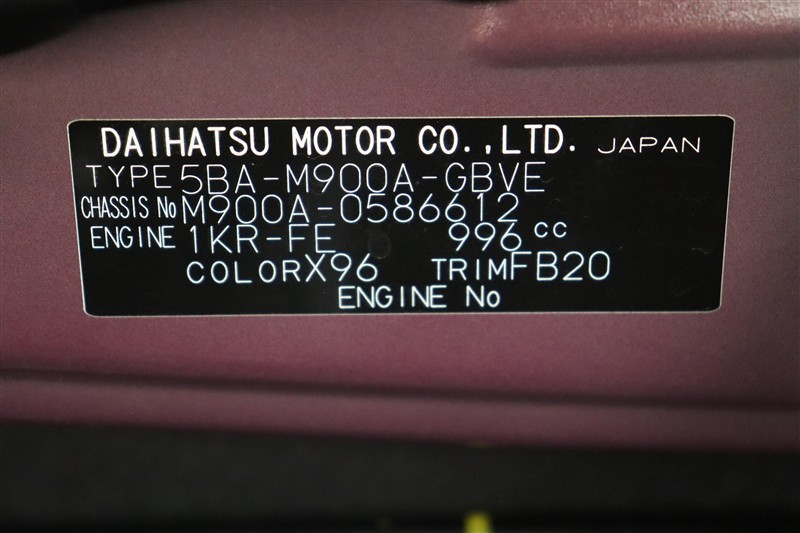 DAIHATSU MOTOR CO.,LTD. JAPAN
TYPE 5BA-M900A-GBVE
CHASSIS No M900A-0586612
ENGINE 1KR-FE 996 cc
COLOR X96 TRIM FB20
ENGINE No